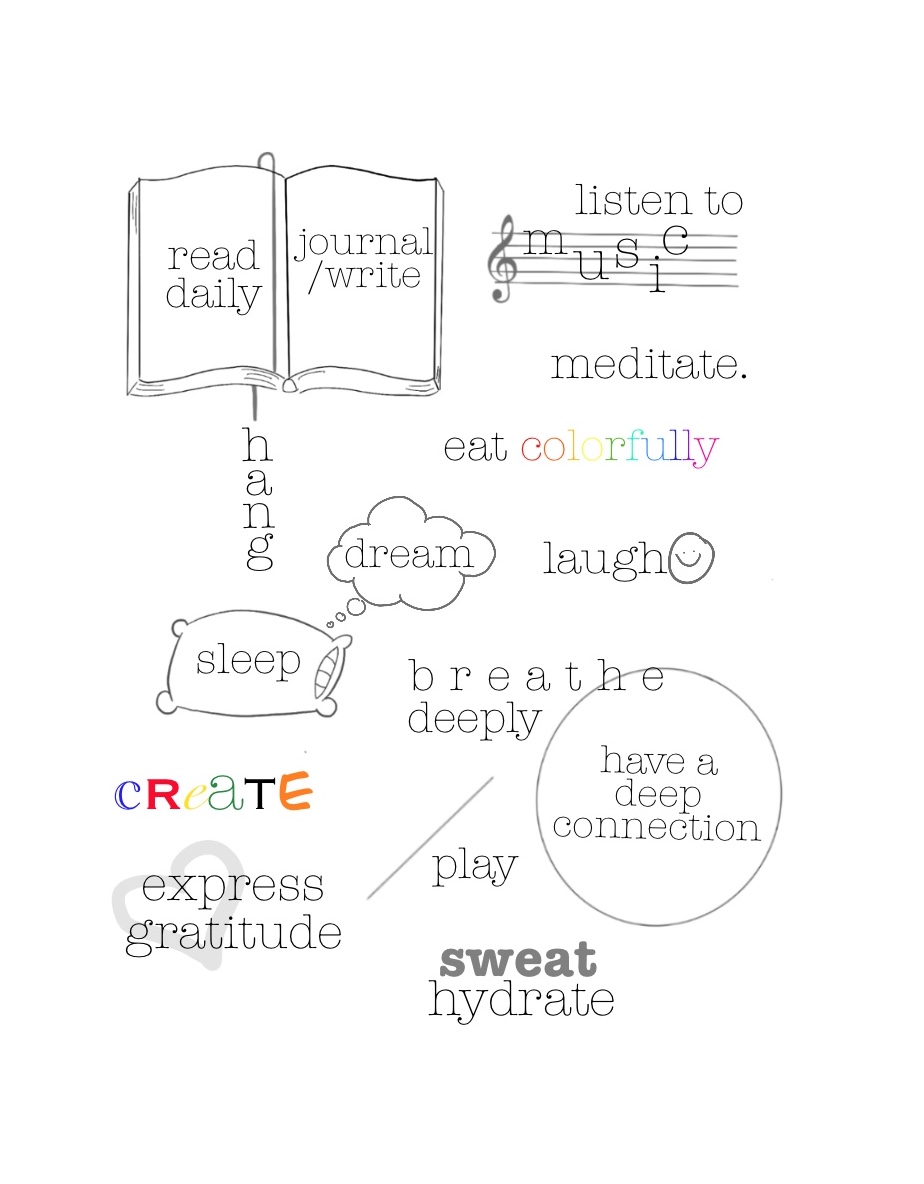 read
daily
journal
/write
listen to
music
meditate.
hang
eat colorfully
dream
laugh
sleep
breathe
deeply
have a
deep
connection
CReaTE
play
express
gratitude
sweat
hydrate